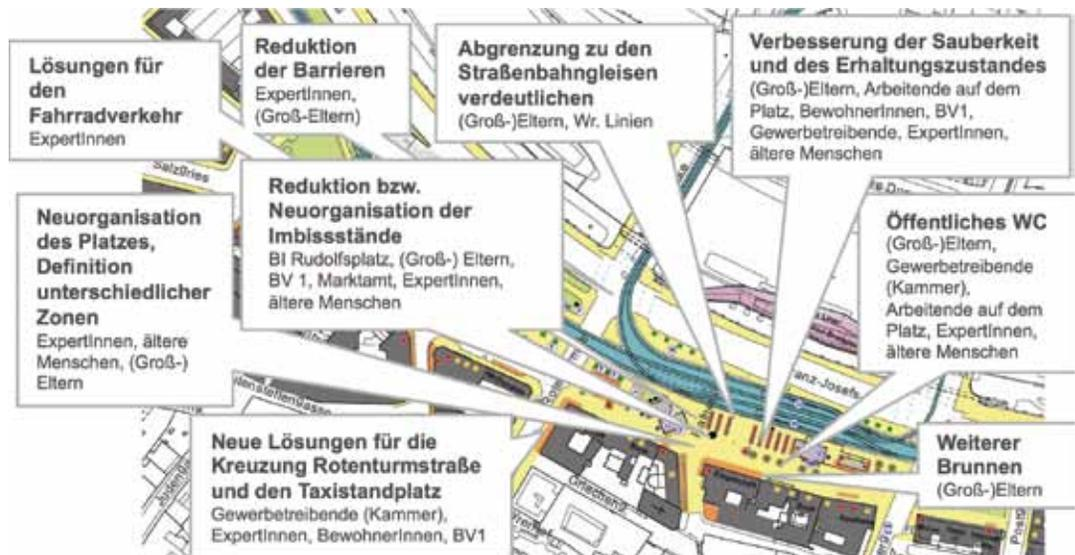 Lösungen für
den
Fahrradverkehr
ExpertInnen
Reduktion
der Barrieren
ExpertInnen,
(Groß-Eltern)
Abgrenzung zu den
Straßenbahngleisen
verdeutlichen
(Groß-)Eltern, Wr. Linien
Verbesserung der Sauberkeit
und des Erhaltungszustandes
(Groß-)Eltern, Arbeitende auf dem
Platz, BewohnerInnen, BV1,
Gewerbetreibende, ExpertInnen,
ältere Menschen
Salzgries
Neuorganisation
des Platzes,
Definition
unterschiedlicher
Zonen
ExpertInnen, ältere
Menschen, (Groß-)
Eltern
Reduktion bzw.
Neuorganisation der
Imbissstände
BI Rudolfsplatz, (Groß-) Eltern,
BV 1, Marktamt, ExpertInnen,
ältere Menschen
Öffentliches WC
(Groß-)Eltern,
Gewerbetreibende
(Kammer),
Arbeitende auf dem
Platz, ExpertInnen,
ältere Menschen
anz-Josefs
Neue Lösungen für die
Kreuzung Rotenturmstraße
und den Taxistandplatz
Gewerbetreibende (Kammer),
ExpertInnen, BewohnerInnen, BV1
Weiterer
Brunnen
(Groß-)Eltern
Judenga
Griecheng